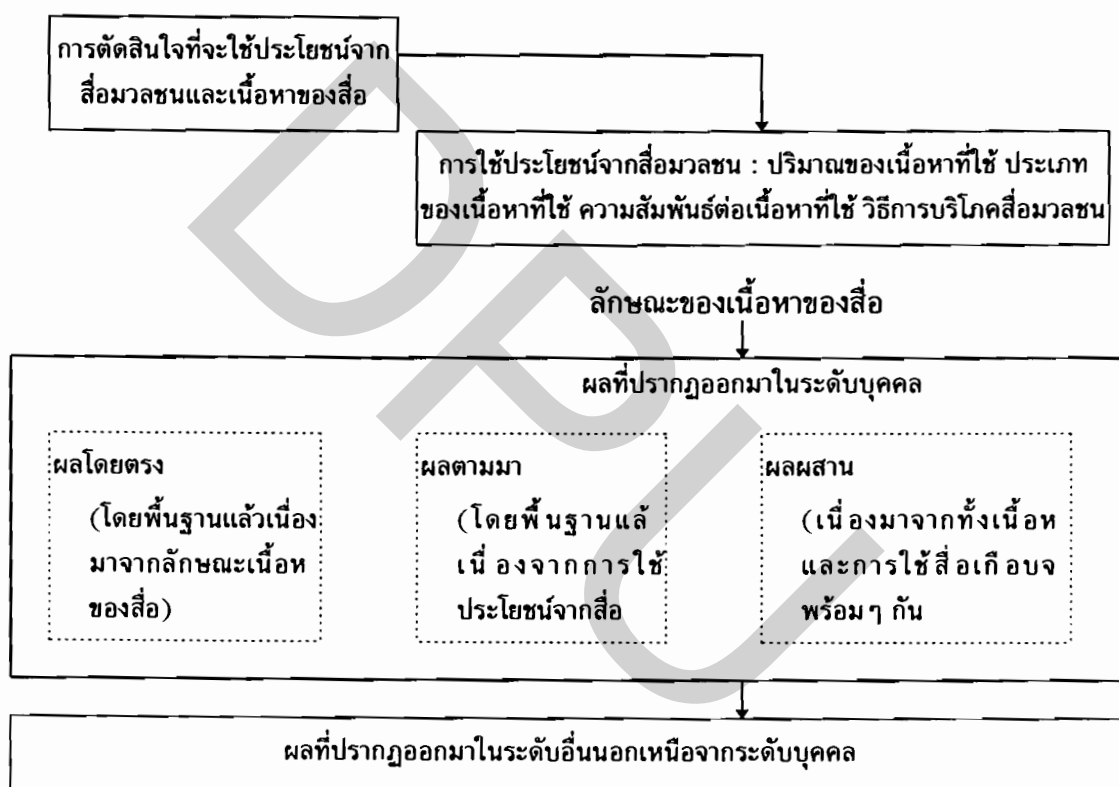 การตัดสินใจที่จะใช้ประโยชน์จาก
สื่อมวลชนและเนื้อหาของสื่อ
การใช้ประโยชน์จากสื่อมวลชน : ปริมาณของเนื้อหาที่ใช้ ประเภท
ของเนื้อหาที่ใช้ ความสัมพันธ์ต่อเนื้อหาที่ใช้ วิธีการบริโภคสื่อมวลชน
ลักษณะของเนื้อหาของสื่อ
ผลที่ปรากฏออกมาในระดับบุคคล
ผลโดยตรง
(โดยพื้นฐานแล้วเนื่อง
มาจากลักษณะเนื้อห
ของสื่อ)
ผลตามมา
(โดยพื้นฐานแล้
เนื่องจากการใช้
ประโยชน์จากสื่อ
ผลผสาน
(เนื่องมาจากทั้งเนื้อห
และการใช้สื่อเกือบจ
พร้อมๆ กัน
ผลที่ปรากฏออกมาในระดับอื่นนอกเหนือจากระดับบุคคล
DPU